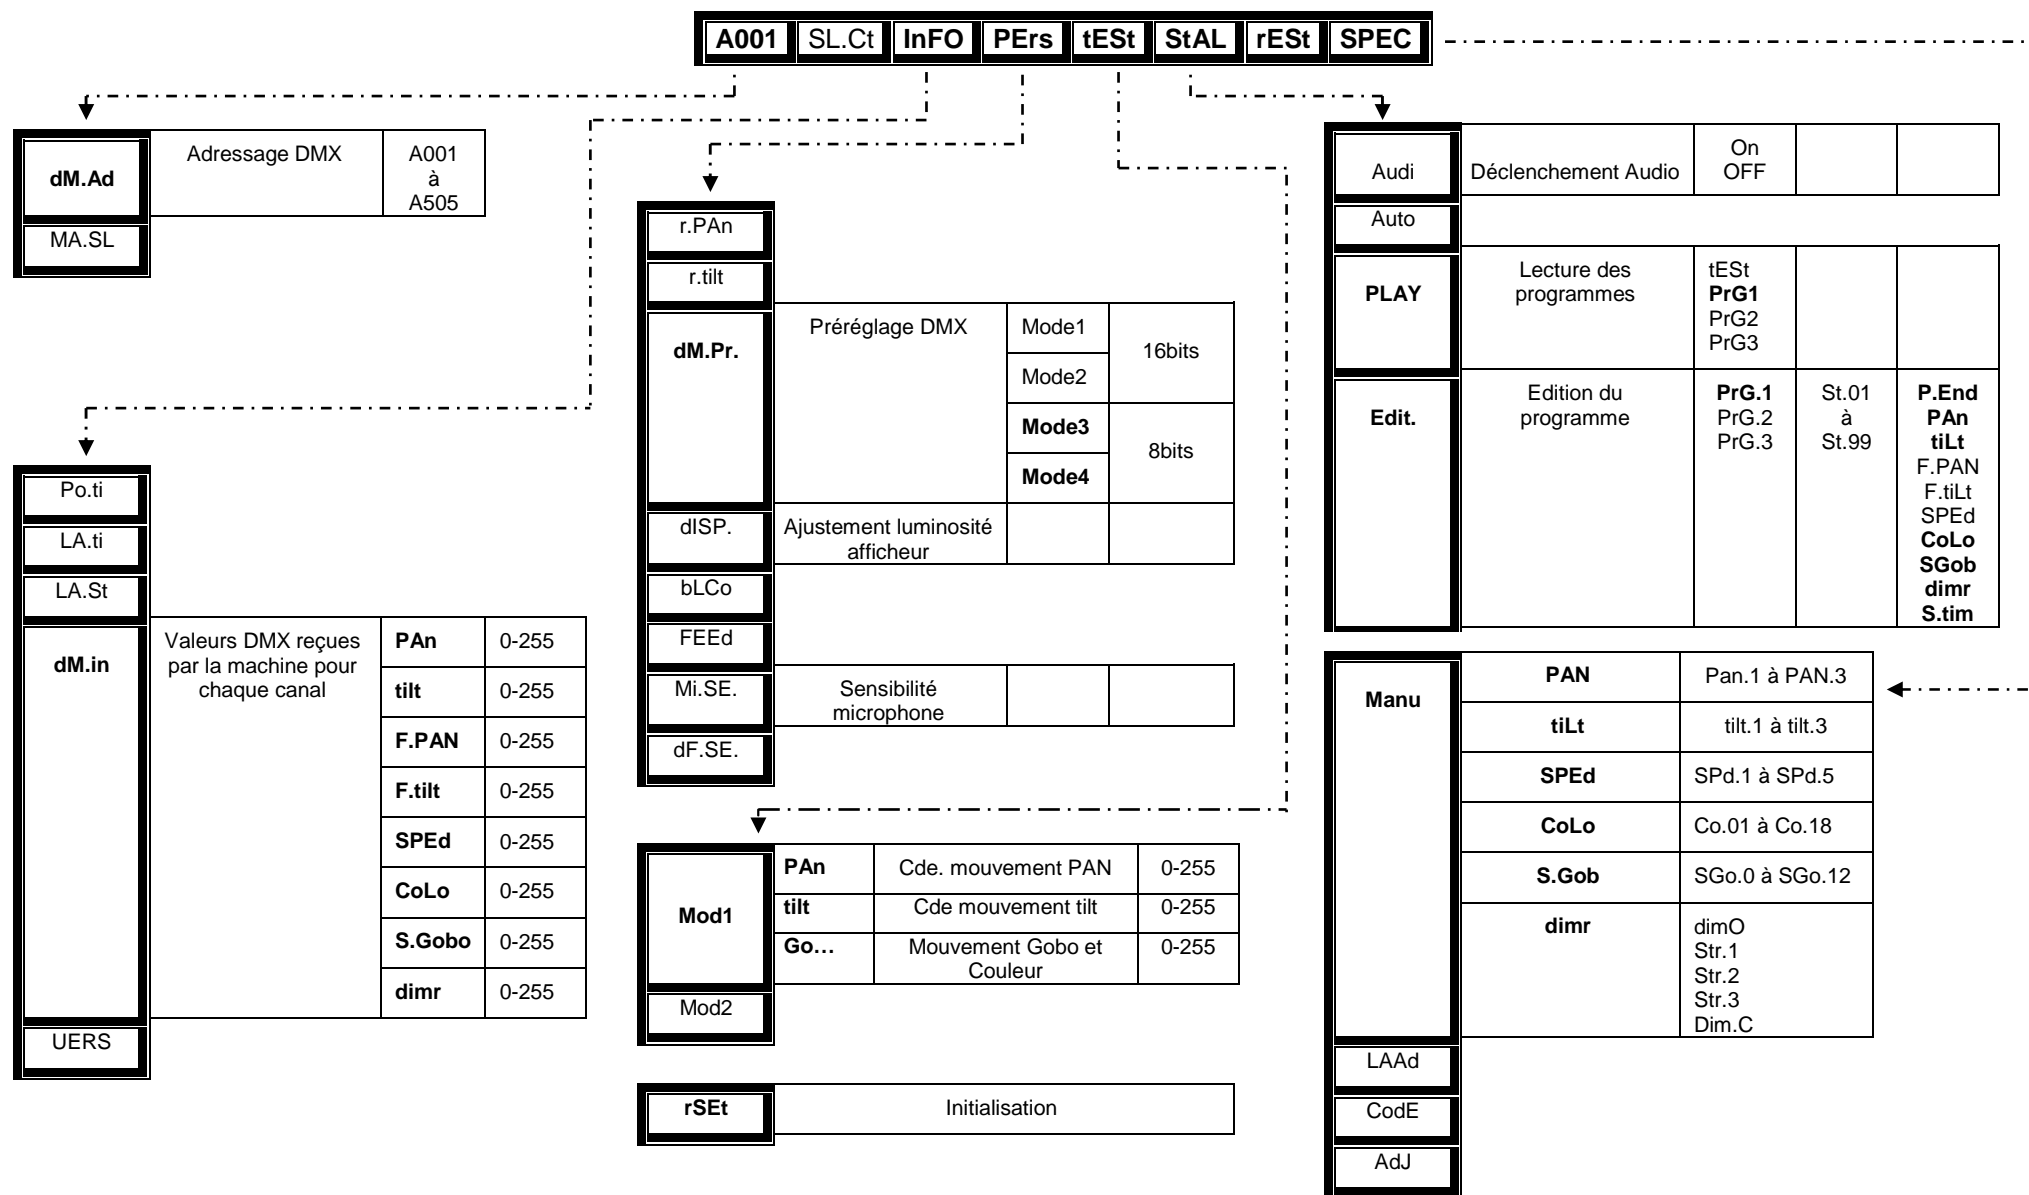 A001 SL.Ct InFO PErs tESt StAL rESt SPEC
dM.Ad
Adressage DMX
A001
à
A505
MA.SL
Po.ti
LA.ti
LA.St
dM.in
Valeurs DMX reçues
par la machine pour
chaque canal
PAn 0-255
tilt 0-255
F.PAN 0-255
F.tilt 0-255
SPEd 0-255
CoLo 0-255
S.Gobo 0-255
dimr 0-255
UERS
r.PAn
r.tilt
dM.Pr.
Préréglage DMX
Mode1
Mode2
16bits
Mode3
Mode4
8bits
dISP.
Ajustement luminosité
afficheur
bLCo
FEEd
Mi.SE.
Sensibilité
microphone
dF.SE.
Mod1
PAn Cde. mouvement PAN 0-255
tilt Cde mouvement tilt 0-255
Go… Mouvement Gobo et 0-255
Couleur
Mod2
rSEt Initialisation
Audi
Déclenchement Audio
On
OFF
Auto
PLAY
Lecture des
programmes
tESt
PrG1
PrG2
PrG3
Edit.
Edition du
programme
PrG.1
PrG.2
PrG.3
St.01
à
St.99
P.End
PAn
tiLt
F.PAN
F.tiLt
SPEd
CoLo
SGob
dimr
S.tim
Manu
PAN Pan.1 à PAN.3
tiLt tilt.1 à tilt.3
SPEd SPd.1 à SPd.5
CoLo Co.01 à Co.18
S.Gob SGo.0 à SGo.12
dimr
dimO
Str.1
Str.2
Str.3
Dim.C
LAAd
CodE
AdJ